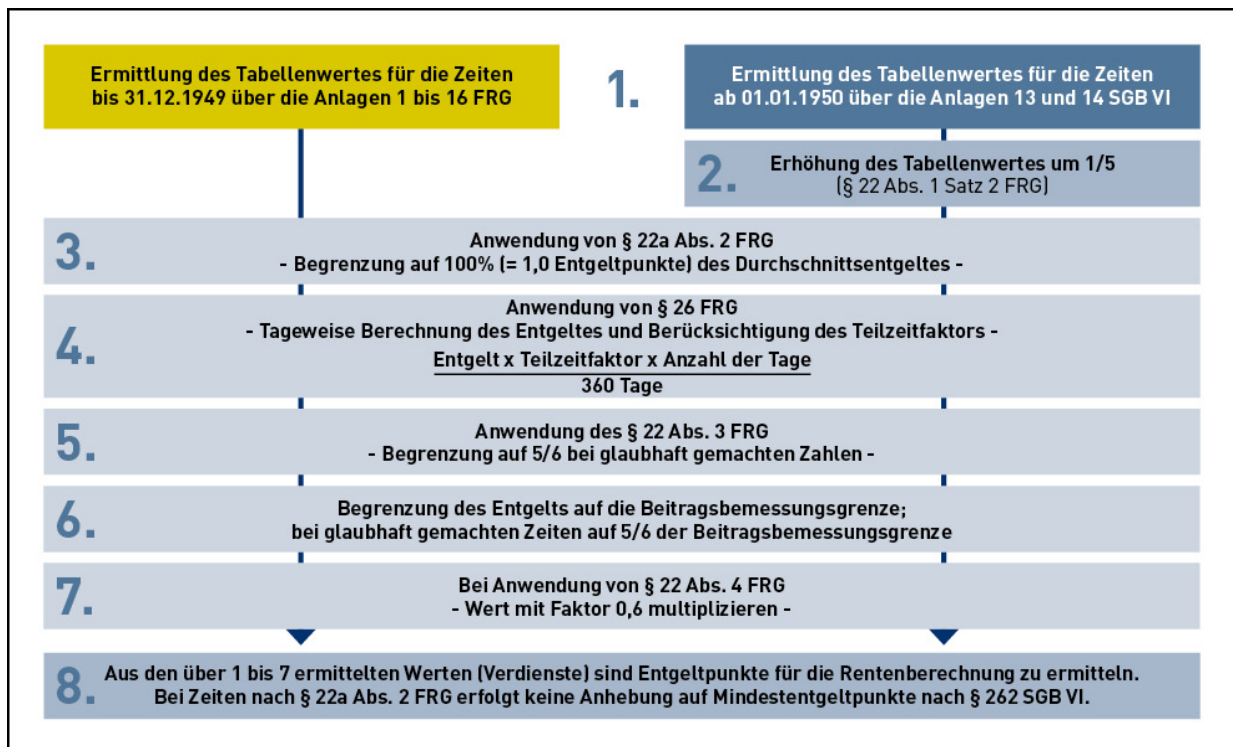 Ermittlung des Tabellenwertes für die Zeiten
bis 31.12.1949 über die Anlagen 1 bis 16 FRG
1.
Ermittlung des Tabellenwertes für die Zeiten
ab 01.01.1950 über die Anlagen 13 und 14 SGB VI
2.
Erhöhung des Tabellenwertes um 1/5
(§ 22 Abs. 1 Satz 2 FRG)
3.
Anwendung von § 22a Abs. 2 FRG
- Begrenzung auf 100% (= 1,0 Entgeltpunkte) des Durchschnittsentgeltes -
4.
Anwendung von § 26 FRG
- Tageweise Berechnung des Entgeltes und Berücksichtigung des Teilzeitfaktors -
Entgelt x Teilzeitfaktor x Anzahl der Tage
360 Tage
5.
Anwendung des § 22 Abs. 3 FRG
- Begrenzung auf 5/6 bei glaubhaft gemachten Zahlen -
6.
Begrenzung des Entgelts auf die Beitragsbemessungsgrenze;
bei glaubhaft gemachten Zeiten auf 5/6 der Beitragsbemessungsgrenze
7.
Bei Anwendung von § 22 Abs. 4 FRG
- Wert mit Faktor 0,6 multiplizieren -
8.
Aus den über 1 bis 7 ermittelten Werten (Verdienste) sind Entgeltpunkte für die Rentenberechnung zu ermitteln.
Bei Zeiten nach § 22a Abs. 2 FRG erfolgt keine Anhebung auf Mindestentgeltpunkte nach § 262 SGB VI.